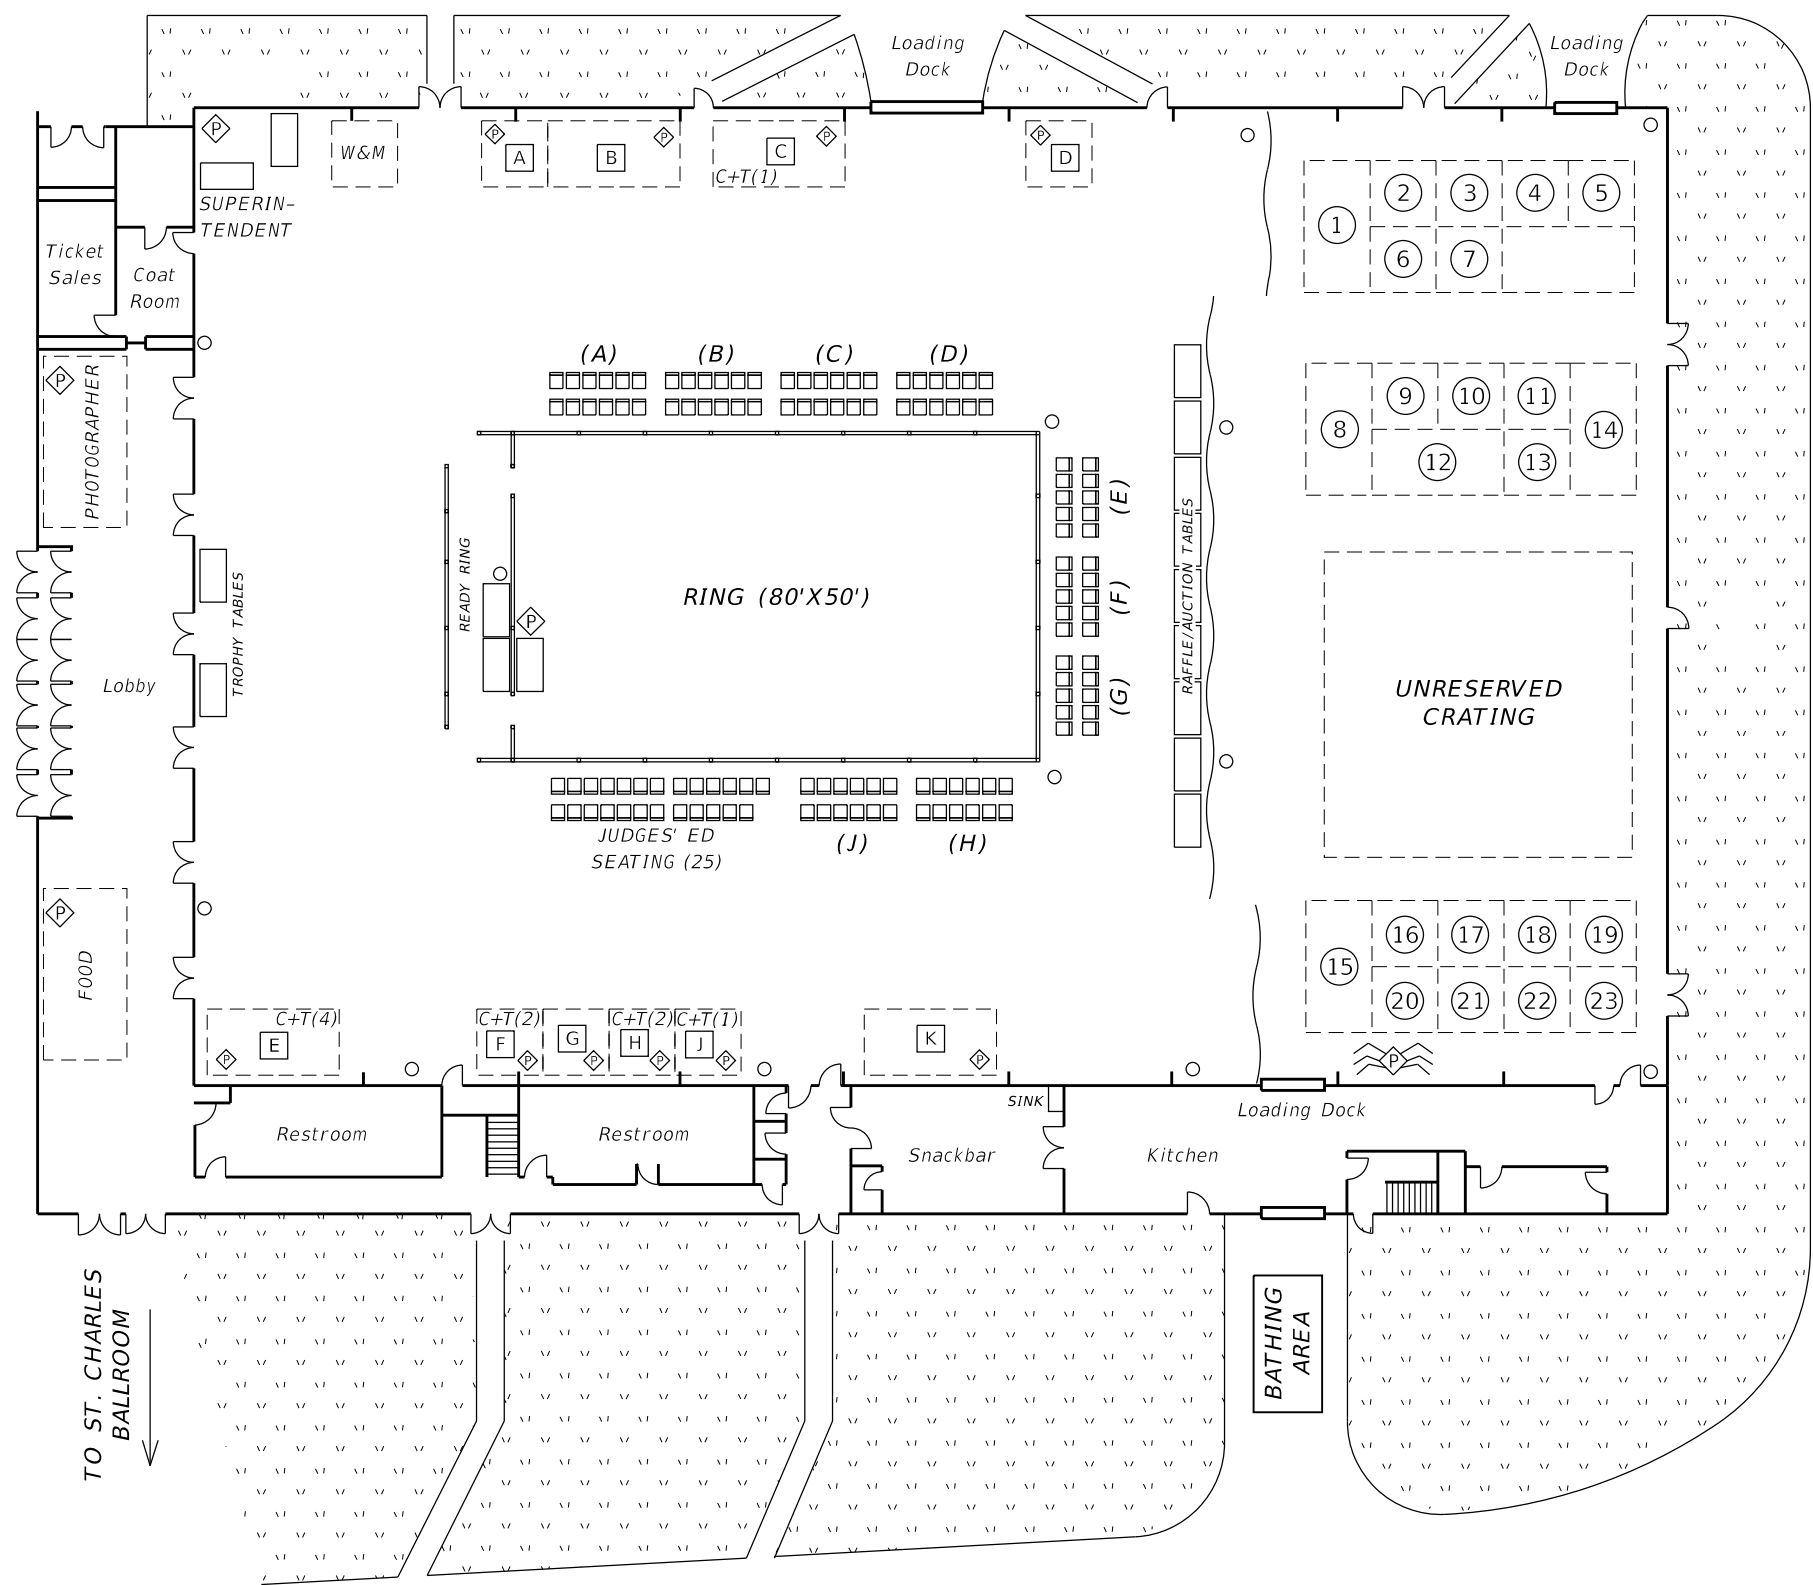 Loading
Dock
Loading
Dock
P
W&M
P
A
B
P
C
P
C+T(1)
P
D
SUPERIN-
TENDENT
Ticket
Sales
Coat
Room
1
2
3
4
5
6
7
P
PHOTOGRAPHER
(A)
(B)
(C)
(D)
(E)
(F)
(G)
8
9
10
11
12
13
14
READY RING
P
RING (80'X50')
RAFFLE/AUCTION TABLES
TROPHY TABLES
Lobby
UNRESERVED
CRATING
JUDGES' ED
SEATING (25)
(J)
(H)
P
FOOD
15
16
17
18
19
20
21
22
23
C+T(4)
E
P
C+T(2)
F
P
G
P
C+T(2)
H
P
C+T(1)
J
P
K
P
P
Restroom
Restroom
SINK
Snackbar
Kitchen
Loading Dock
TO ST. CHARLES
BALLROOM
BATHING
AREA